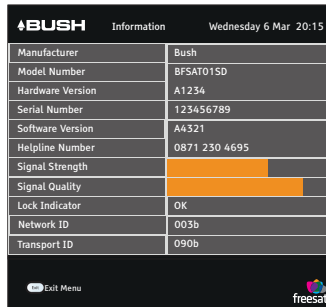 BUSH Information Wednesday 6 Mar 20:15
Manufacturer Bush
Model Number BFSAT01SD
Hardware Version A1234
Serial Number 123456789
Software Version A4321
Helpline Number 0871 230 4695
Signal Strength
Signal Quality
Lock Indicator OK
Network ID 003b
Transport ID 090b
Exit Exit Menu
freesat